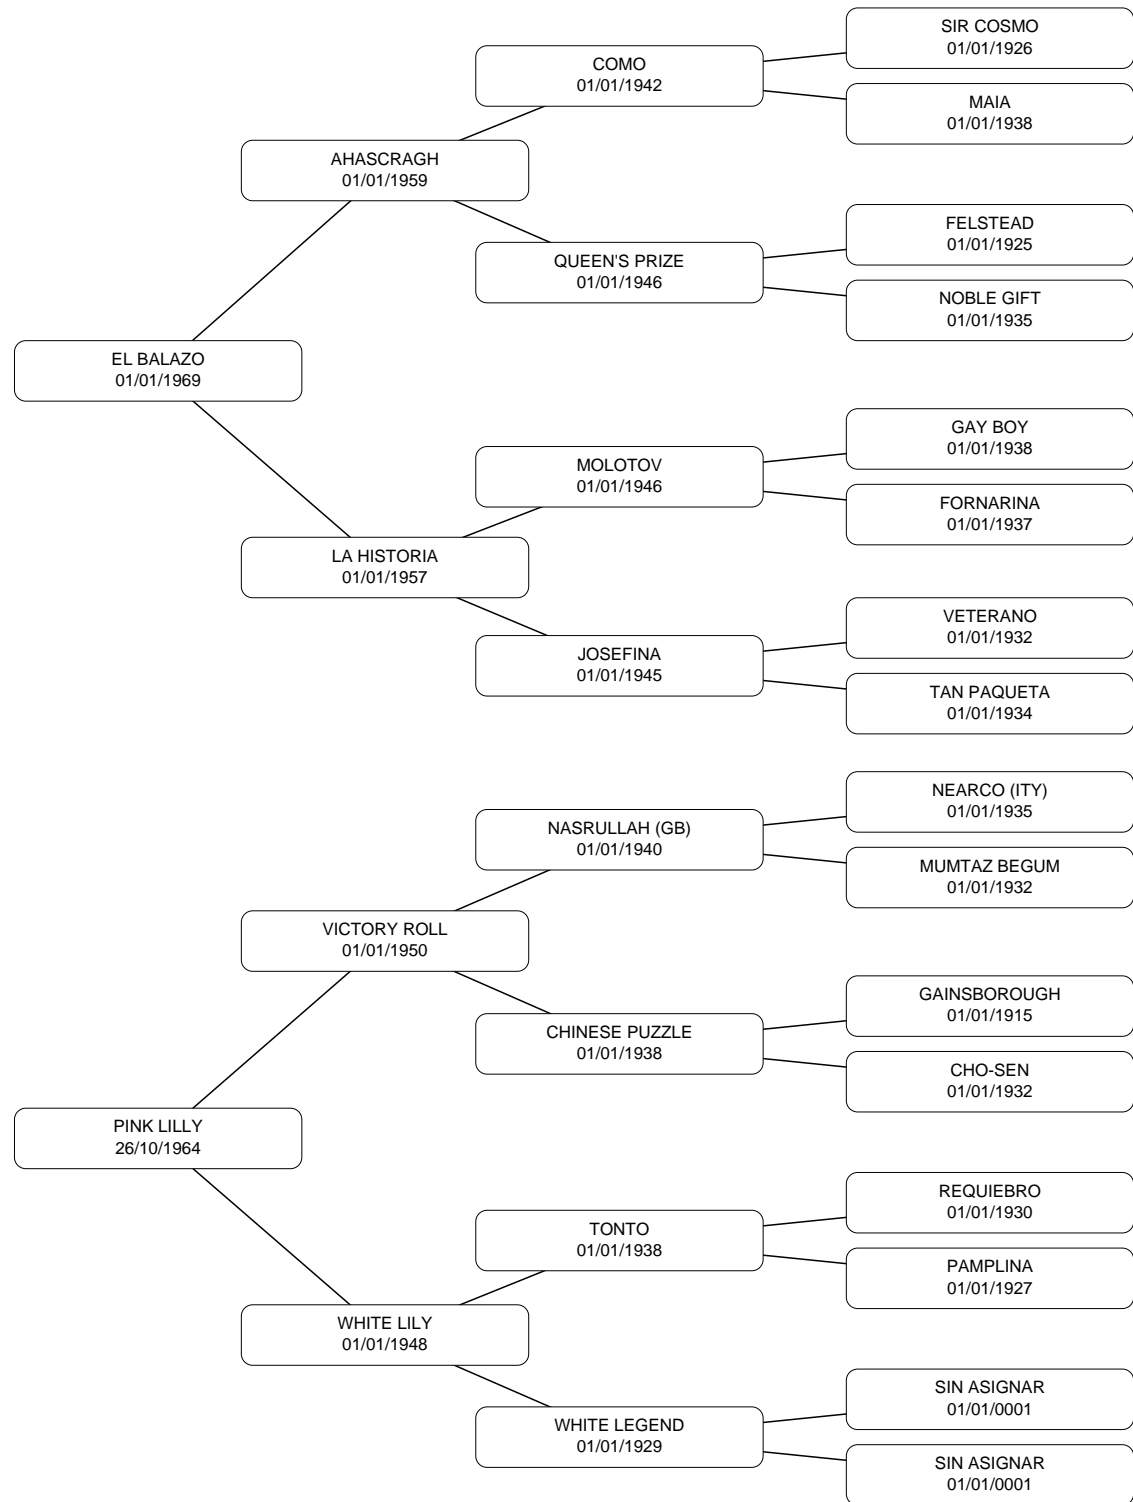 SIR COSMO
01/01/1926
COMO
01/01/1942
MAIA
01/01/1938
AHASCRAGH
01/01/1959
FELSTEAD
01/01/1925
QUEEN'S PRIZE
01/01/1946
NOBLE GIFT
01/01/1935
EL BALAZO
01/01/1969
GAY BOY
01/01/1938
MOLOTOV
01/01/1946
FORNARINA
01/01/1937
LA HISTORIA
01/01/1957
VETERANO
01/01/1932
JOSEFINA
01/01/1945
TAN PAQUETA
01/01/1934
NEARCO (ITY)
01/01/1935
NASRULLAH (GB)
01/01/1940
MUMTAZ BEGUM
01/01/1932
VICTORY ROLL
01/01/1950
GAINSBOROUGH
01/01/1915
CHINESE PUZZLE
01/01/1938
CHO-SEN
01/01/1932
PINK LILLY
26/10/1964
REQUIEBRO
01/01/1930
TONTO
01/01/1938
PAMPLINA
01/01/1927
WHITE LILY
01/01/1948
SIN ASIGNAR
01/01/0001
WHITE LEGEND
01/01/1929
SIN ASIGNAR
01/01/0001